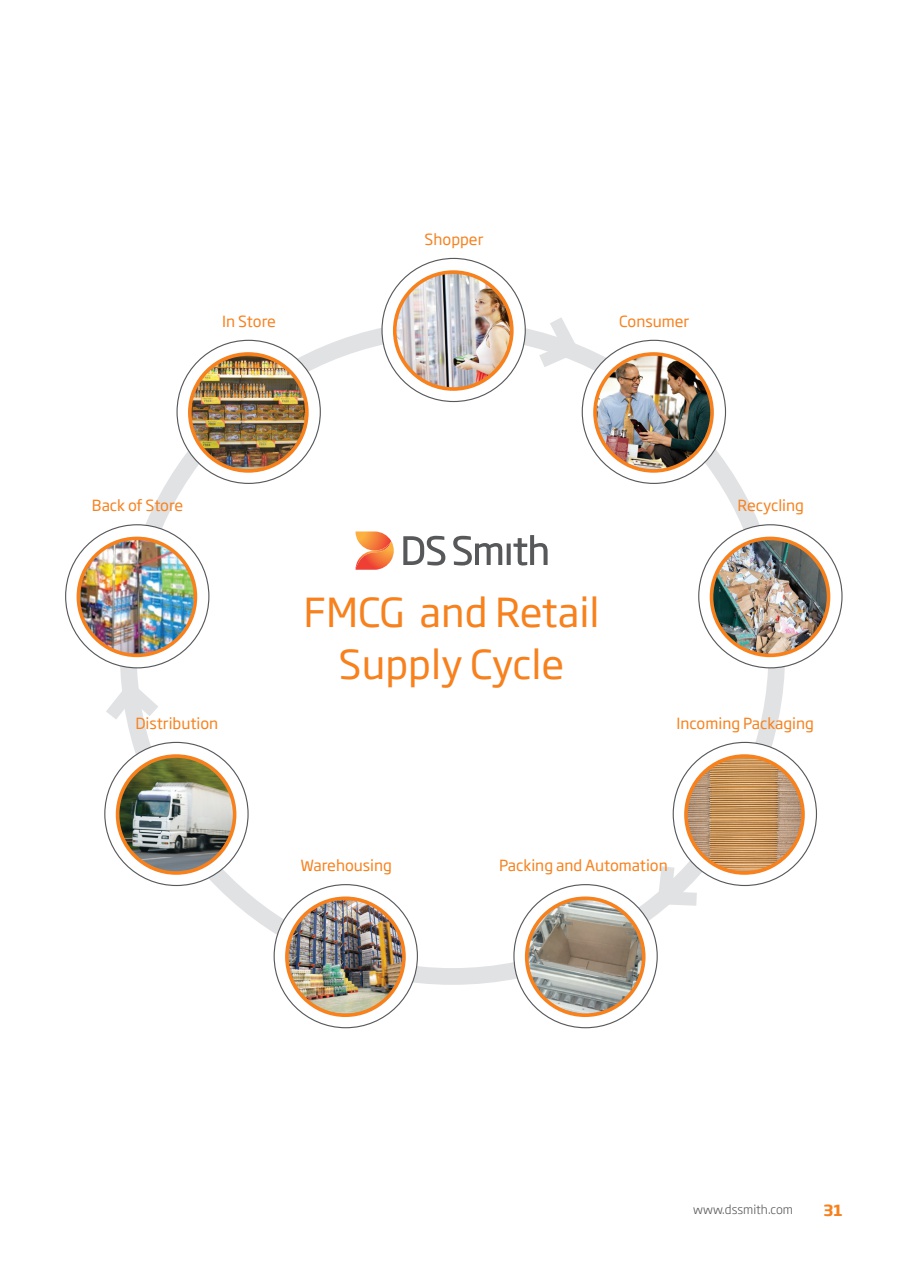 Shopper
In Store
Consumer
Back of Store
Recycling
DS Smith
FMCG and Retail
Supply Cycle
Distribution
Incoming Packaging
Warehousing
Packing and Automation
www.dssmith.com
31